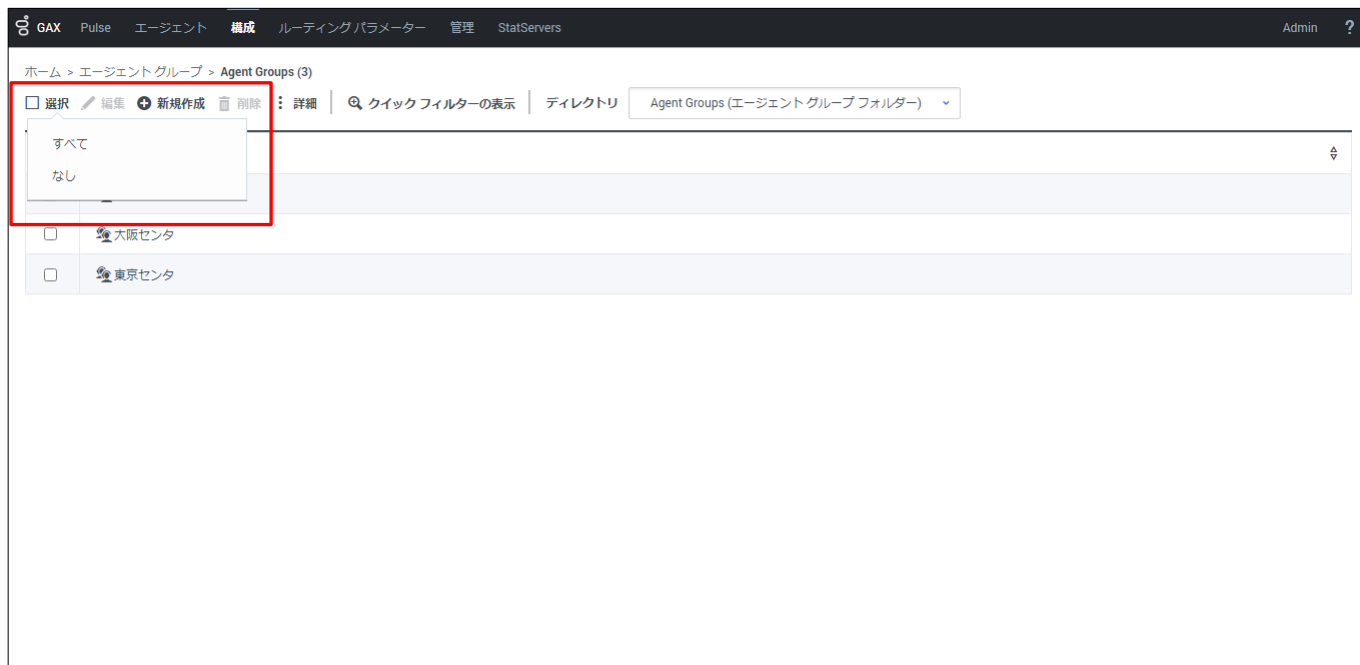 GAX Pulse エージェント 構成 ルーティング パラメーター 管理 StatServers Admin ?
ホーム > エージェント グループ > Agent Groups (3)
選択 編集 新規作成 削除 詳細 クイック フィルターの表示 ディレクトリ Agent Groups (エージェント グループ フォルダー)
すべて
なし
大阪センタ
東京センタ